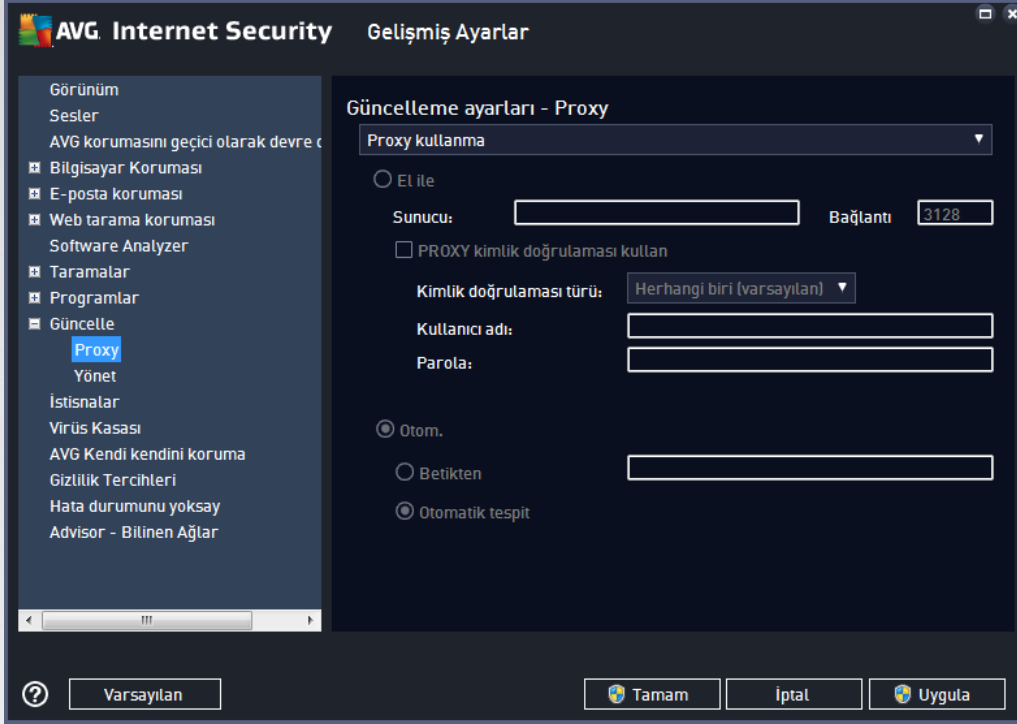 AVG. Internet Security Gelişmiş Ayarlar
Görünüm
Sesler
AVG korumasını geçici olarak devre
Bilgisayar Koruması
E-posta koruması
Web tarama koruması
Software Analyzer
Taramalar
Programlar
Güncelle
Proxy
Yönet
İstisnalar
Virüs Kasası
AVG Kendi kendini koruma
Gizlilik Tercihleri
Hata durumunu yoksay
Advisor - Bilinen Ağlar
Güncelleme ayarları - Proxy
Proxy kullanma
El ile
Sunucu: Bağlantı 3128
PROXY kimlik doğrulaması kullan
Kimlik doğrulaması türü: Herhangi biri (varsayılan)
Kullanıcı adı:
Parola:
Otom.
Betikten
Otomatik tespit
Varsayılan Tamam İptal Uygula